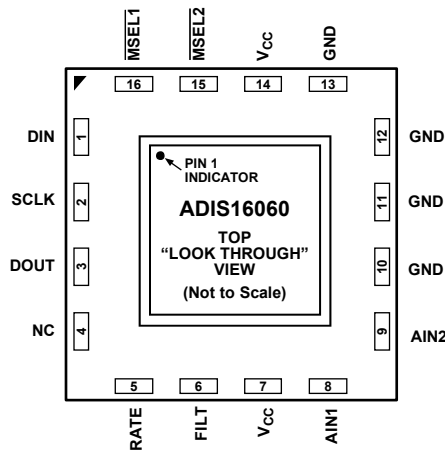 MSEL1
MSEL2
VCC
GND
16
15
14
13
DIN
1
12
GND
PIN 1
INDICATOR
SCLK
2
ADIS16060
11
GND
TOP
“LOOK THROUGH”
VIEW
DOUT
3
10
GND
(Not to Scale)
NC
4
9
AIN2
5
6
7
8
RATE
FILT
VCC
AIN1